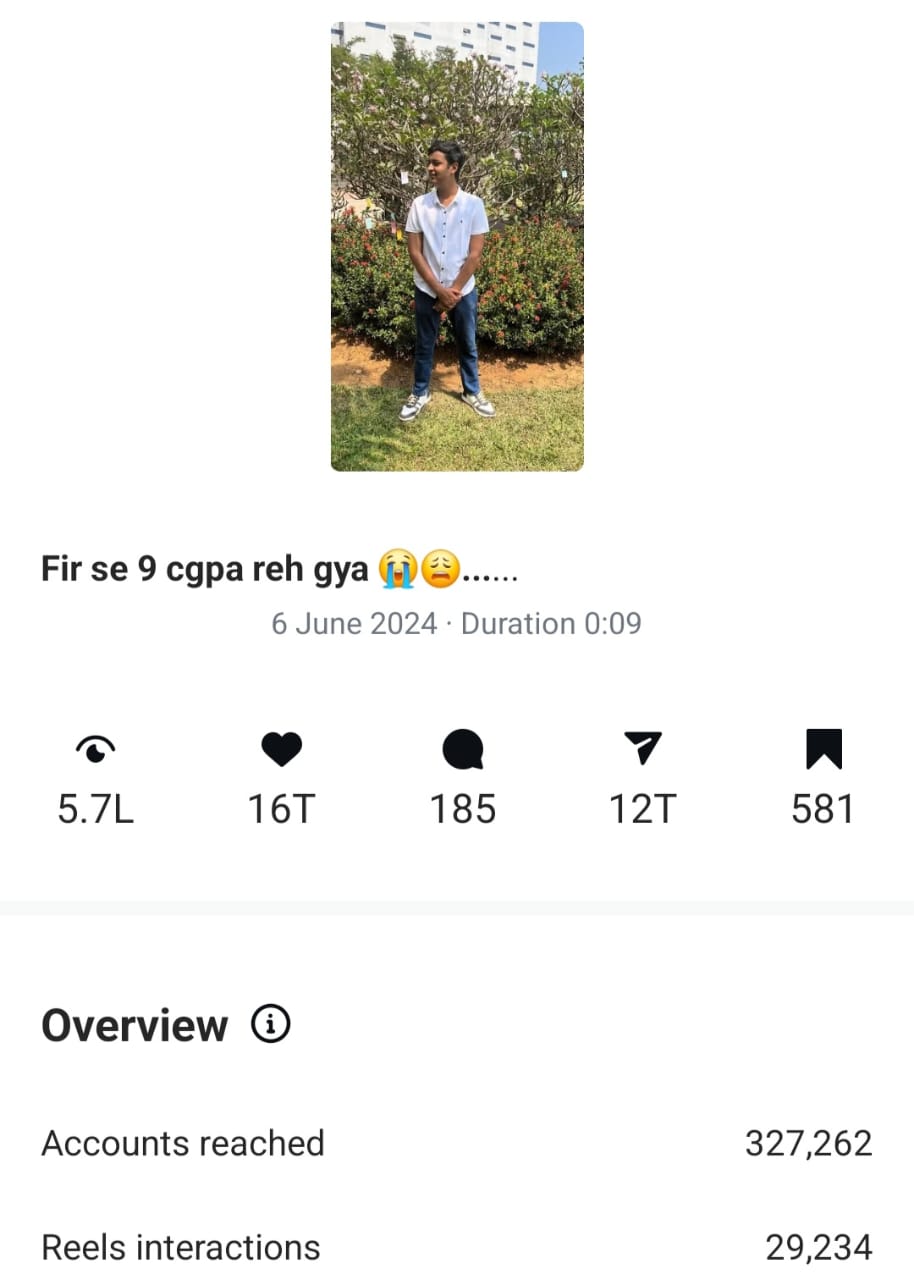 Fir se 9 cgpa reh gya 😭😩......
6 June 2024 · Duration 0:09
5.7L 16T 185 12T 581
Overview
Accounts reached 327,262
Reels interactions 29,234